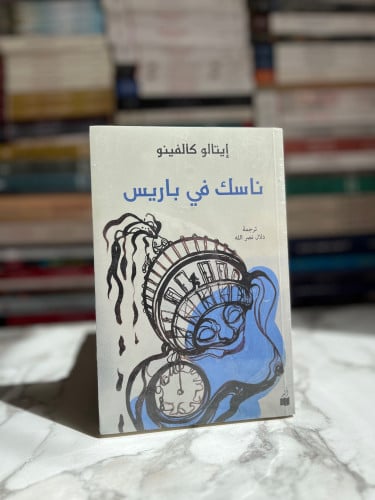 إيتالو كالفينو
ناسك في باريس
ترجمة
دلال نصر الله